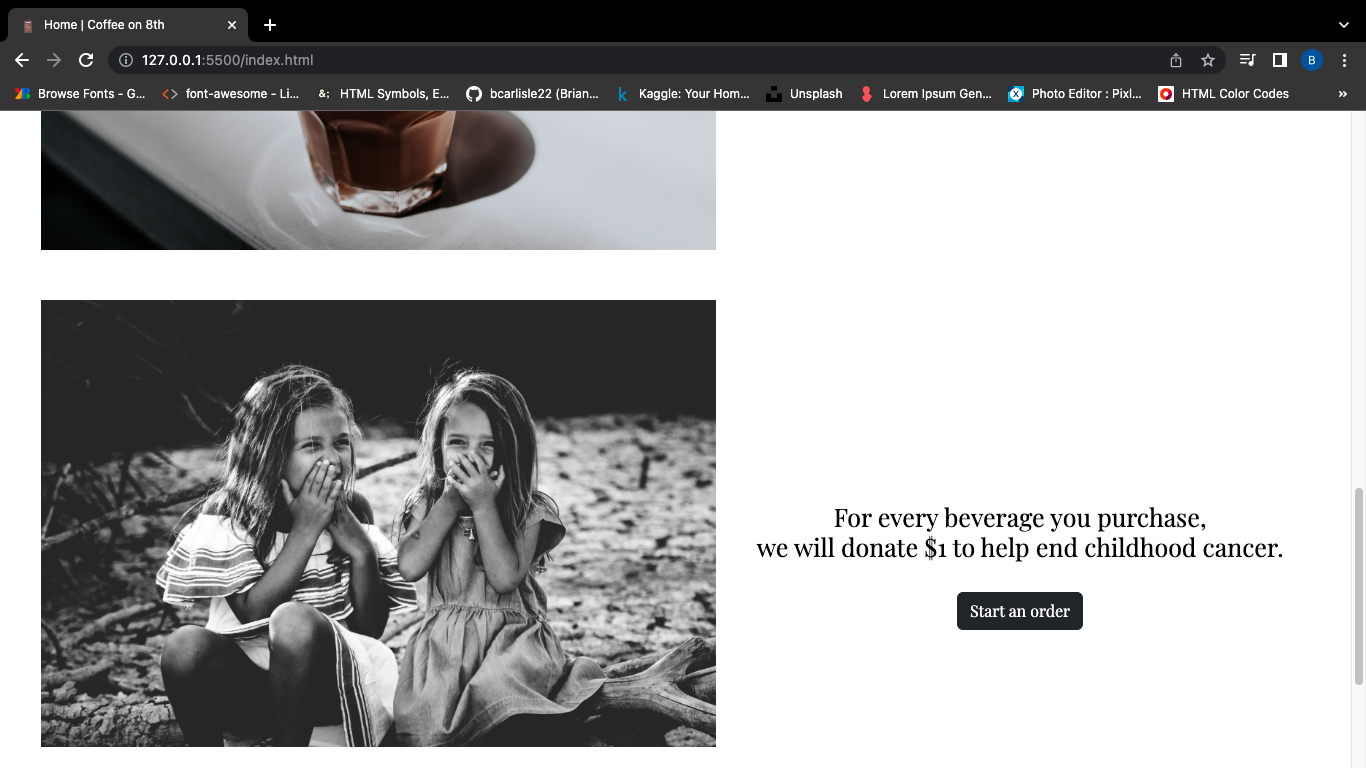 Home | Coffee on 8th
127.0.0.1:5500/index.html
B
Browse Fonts - G... font-awesome - Li... &; HTML Symbols, E... bcarlisle22 (Brian... k Kaggle: Your Hom... Unsplash Lorem Ipsum Gen... Photo Editor : Pixl... HTML Color Codes »
For every beverage you purchase,
we will donate $1 to help end childhood cancer.
Start an order